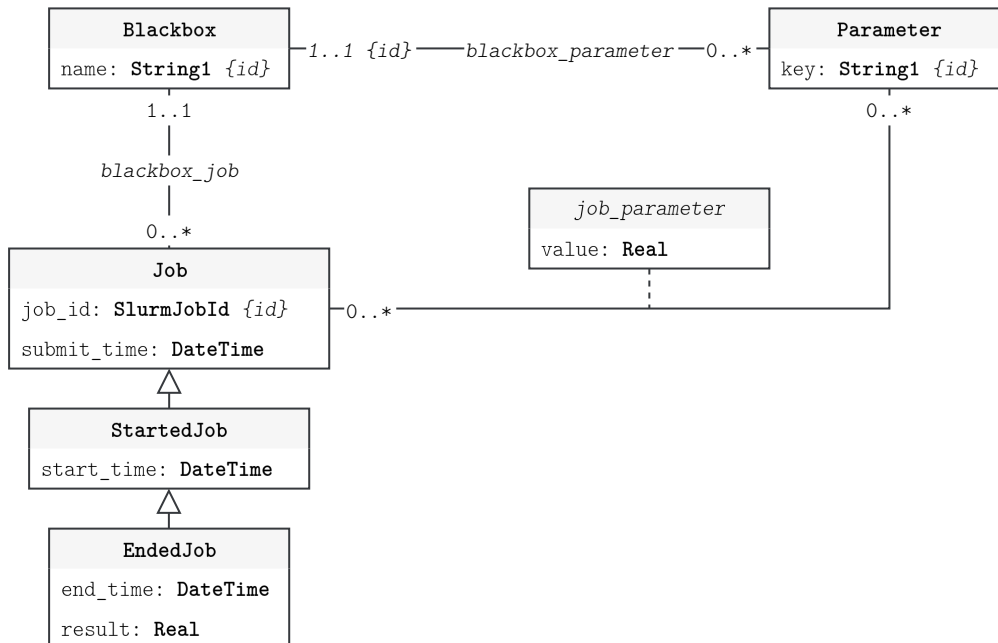 Blackbox
name: String1 {id}
1..1 {id}
blackbox_parameter
0..*
Parameter
key: String1 {id}
1..1
0..*
blackbox_job
0..*
job_parameter
value: Real
Job
job_id: SlurmJobId {id}
submit_time: DateTime
0..*
StartedJob
start_time: DateTime
EndedJob
end_time: DateTime
result: Real